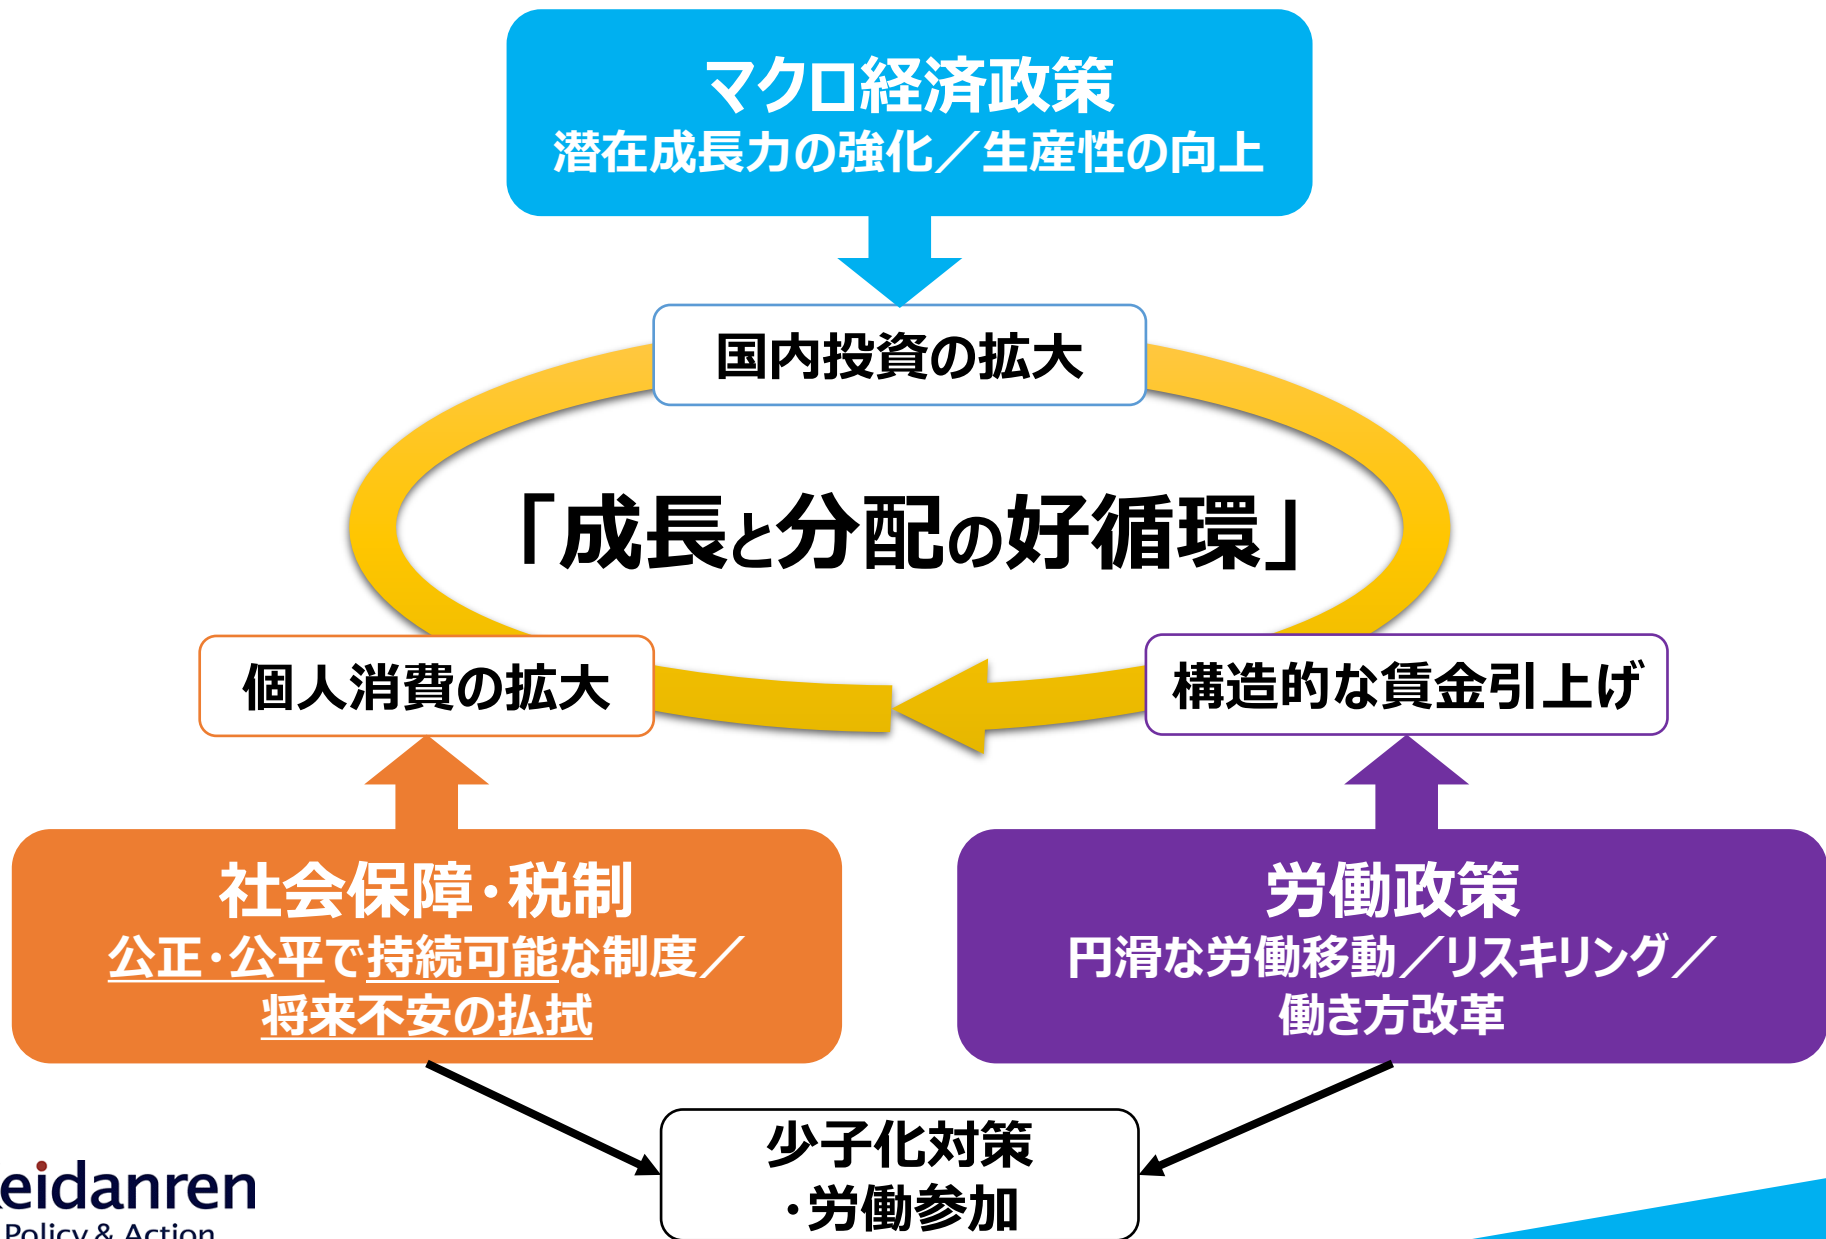 マクロ経済政策
潜在成長力の強化／生産性の向上
国内投資の拡大
「成長と分配の好循環」
個人消費の拡大
構造的な賃金引上げ
社会保障・税制
公正・公平で持続可能な制度／
将来不安の払拭
労働政策
円滑な労働移動／リスキリング／
働き方改革
少子化対策
・労働参加
Keidanren
Policy & Action